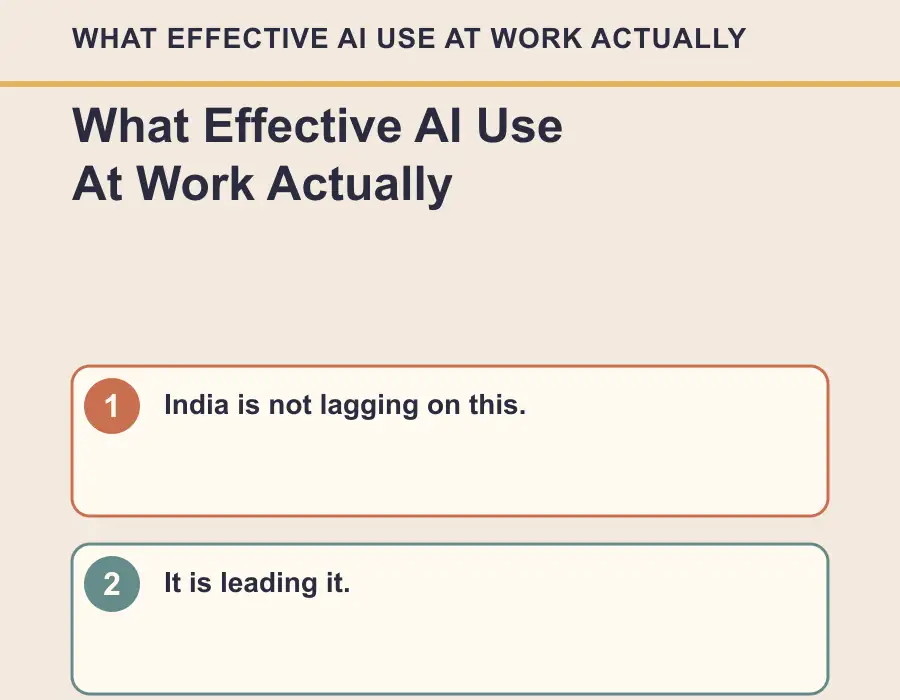 WHAT EFFECTIVE AI USE AT WORK ACTUALLY
What Effective AI Use
At Work Actually
1
India is not lagging on this.
2
It is leading it.